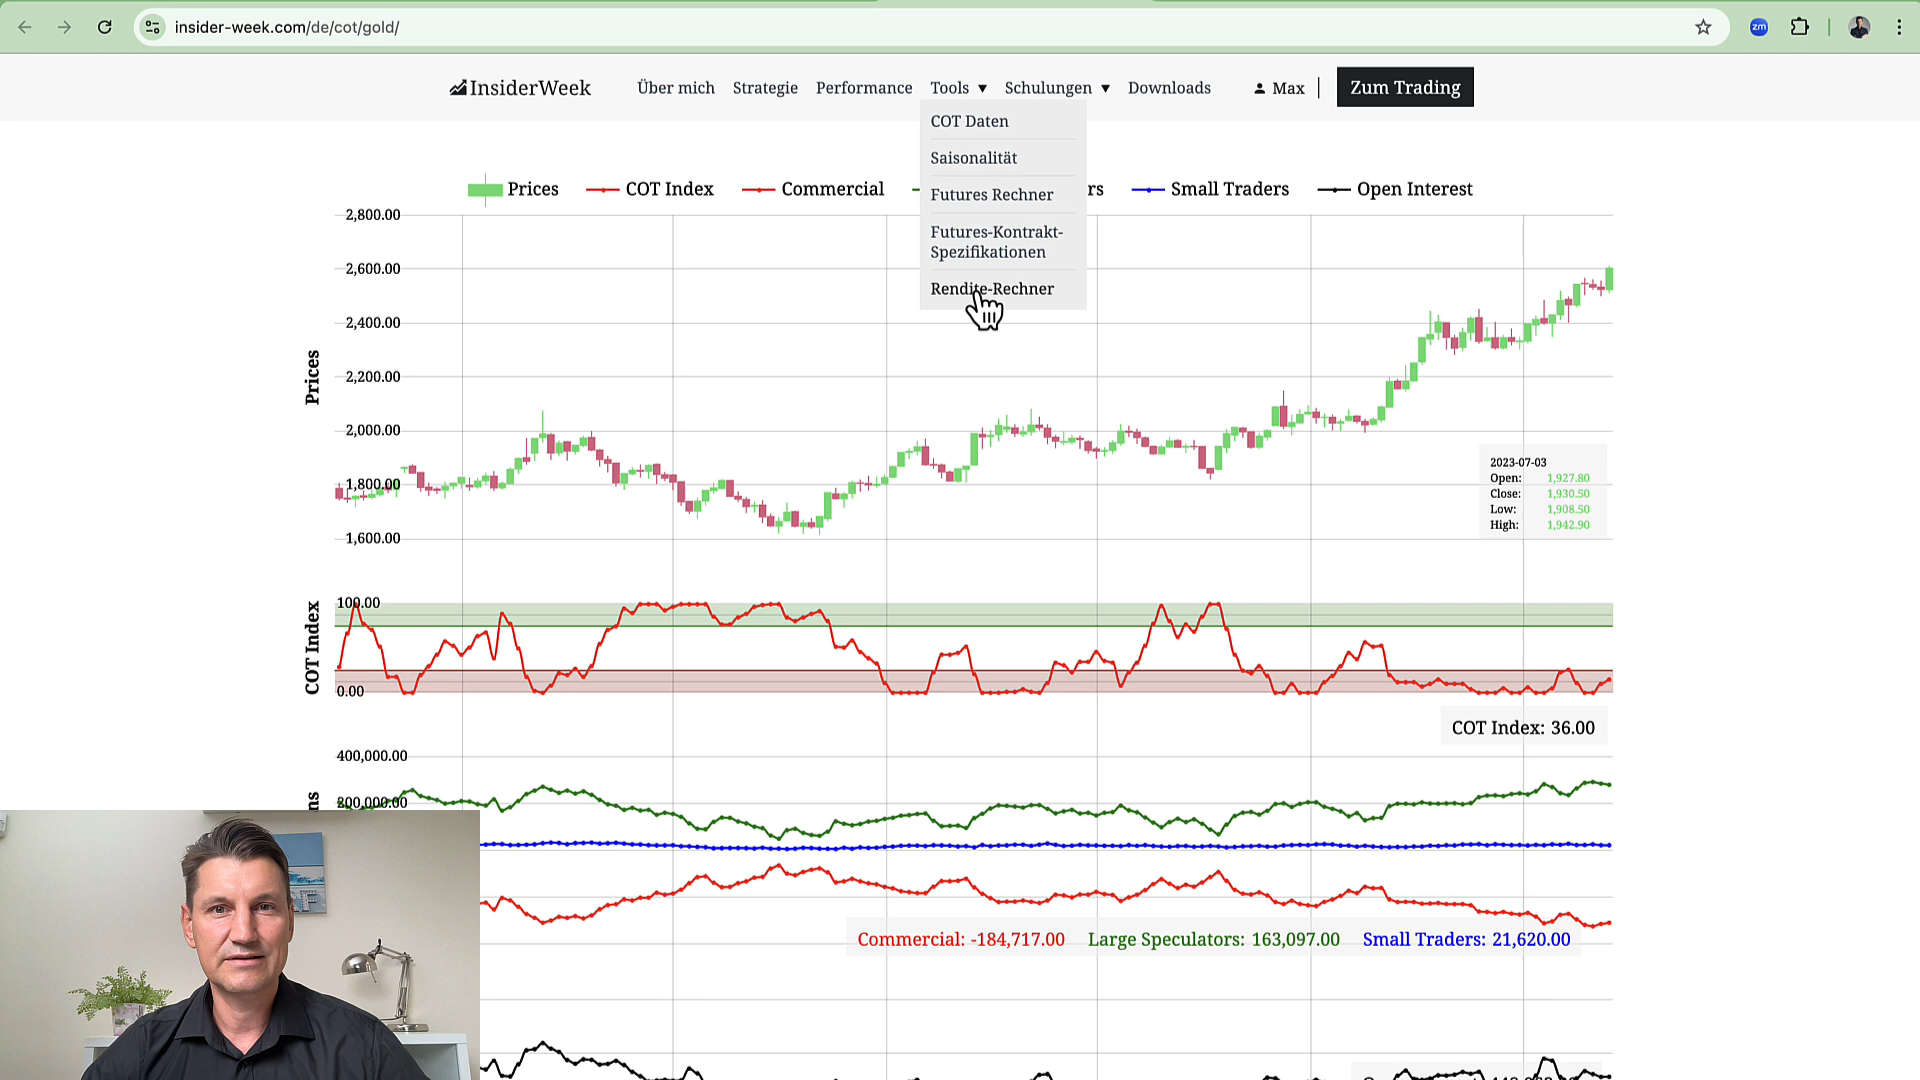 insider-week.com/de/cot/gold/
zm
InsiderWeek
Über mich Strategie Performance Tools ▼ Schulungen ▼ Downloads Max Zum Trading
COT Daten
Saisonalität
Futures Rechner
Futures-Kontrakt-
Spezifikationen
Rendite-Rechner
Prices COT Index Commercial rs Small Traders Open Interest
2,800.00
2,600.00
2,400.00
2,200.00
2,000.00
1,800.00
1,600.00
Prices
2023-07-03
Open: 1,927.80
Close: 1,930.50
Low: 1,908.50
High: 1,942.90
100.00
0.00
COT Index
COT Index: 36.00
400,000.00
200,000.00
ns
Commercial: -184,717.00 Large Speculators: 163,097.00 Small Traders: 21,620.00